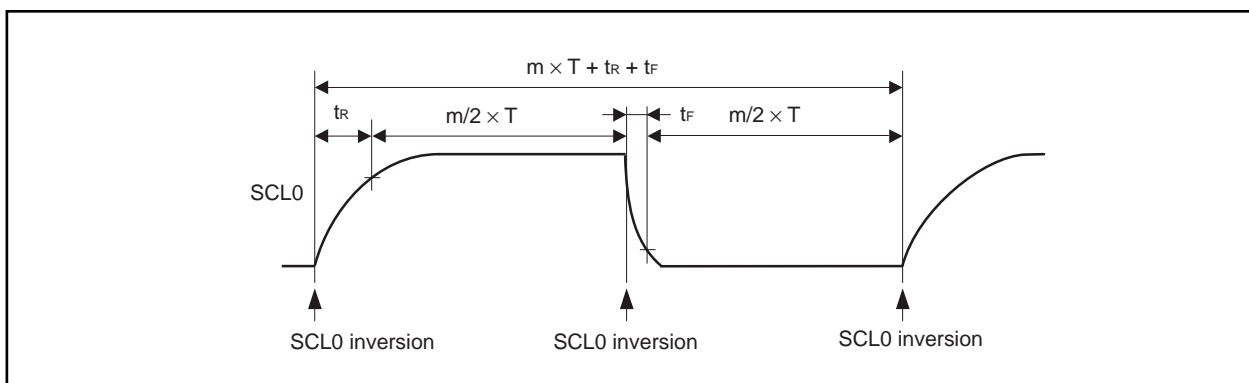 m × T + tR + tF
tR
m/2 × T
tF
m/2 × T
SCL0
SCL0 inversion
SCL0 inversion
SCL0 inversion